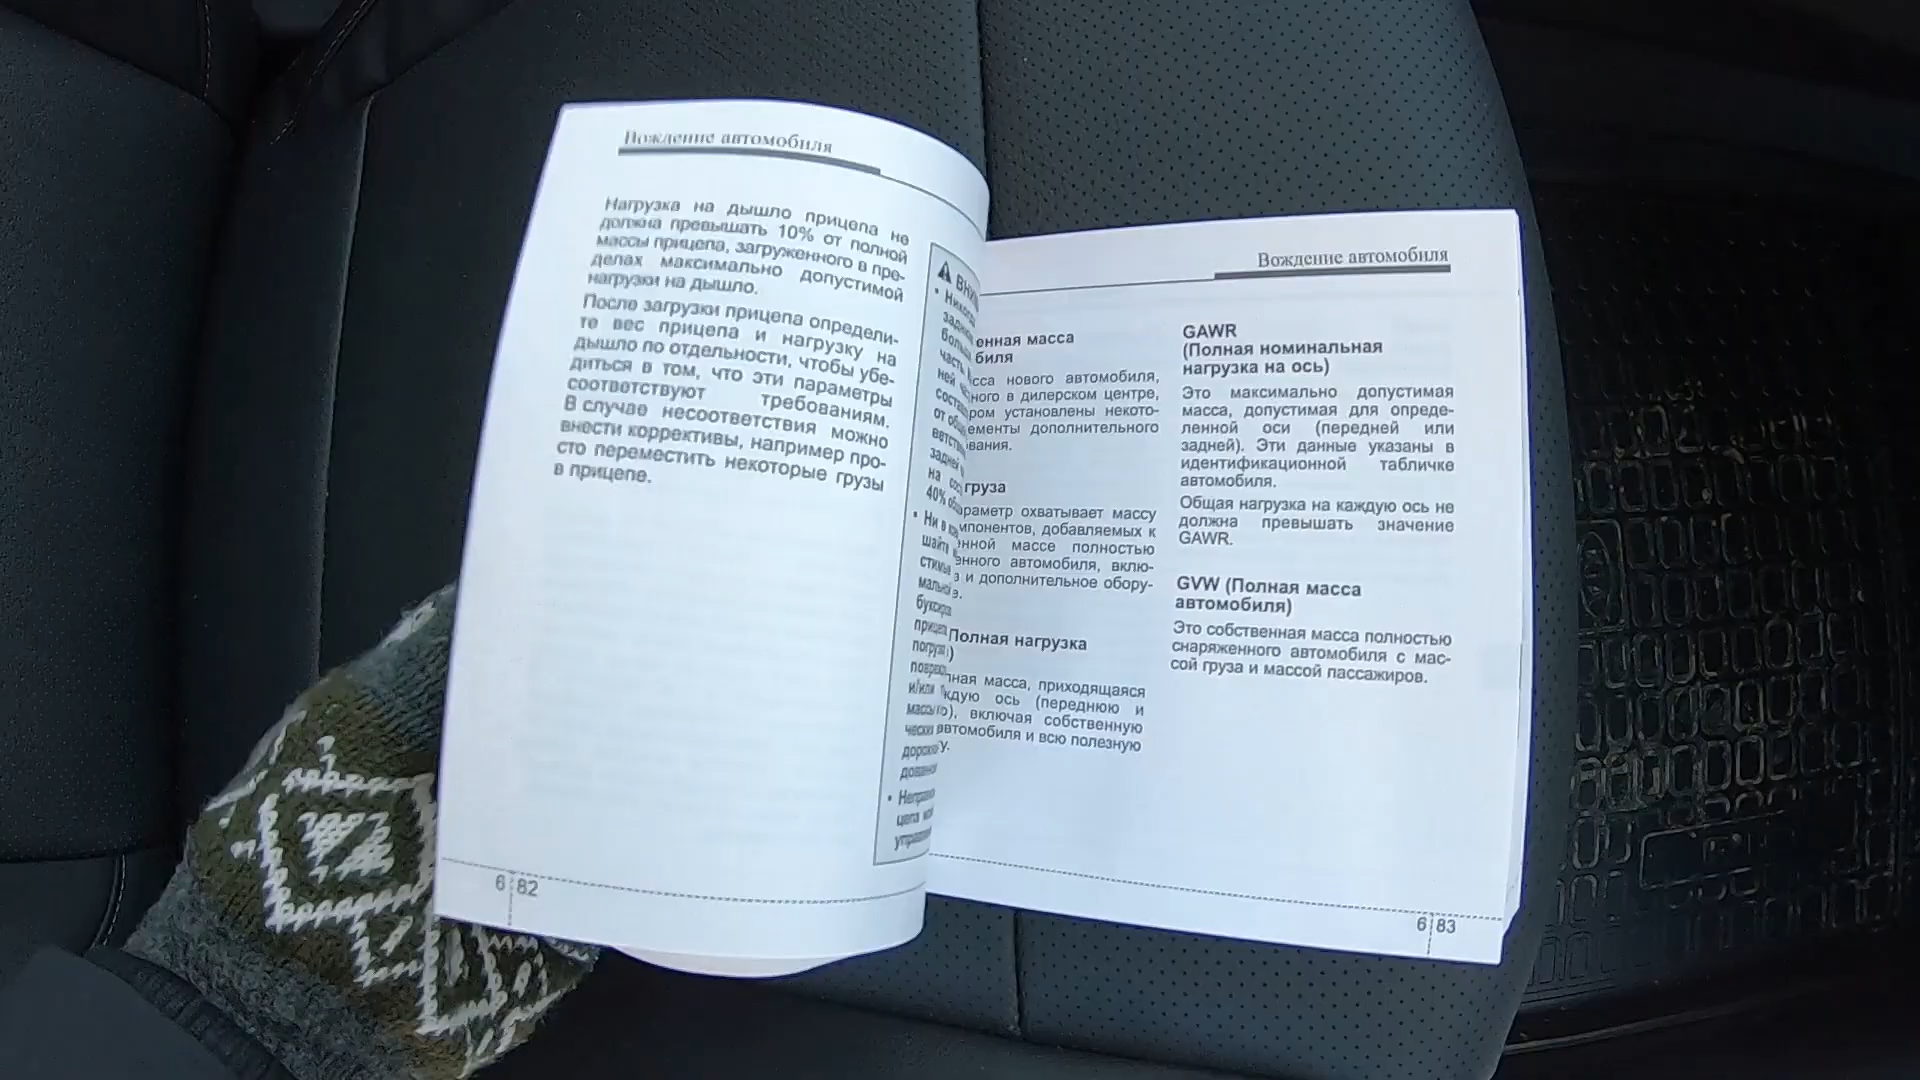 Вождение автомобиля
Нагрузка на дышло прицепа не
должна превышать 10% от полной
массы прицепа, загруженного в пре-
делах максимально допустимой
нагрузки на дышло.
После загрузки прицепа определи-
те вес прицепа и нагрузку на
дышло по отдельности, чтобы убе-
диться в том, что эти параметры
соответствуют требованиям.
В случае несоответствия можно
внести коррективы, например про-
сто переместить некоторые грузы
в прицепе.
40%
6 82
Вождение автомобиля
енная масса
биля
сса нового автомобиля,
ного в дилерском центре,
ром установлены некото-
ементы дополнительного
вания.
груза
араметр охватывает массу
мпонентов, добавляемых к
нной массе полностью
енного автомобиля, вклю-
и дополнительное обору-
Полная нагрузка
ная масса, приходящаяся
ждую ось (переднюю и
), включая собственную
автомобиля и всю полезную
GAWR
(Полная номинальная
нагрузка на ось)
Это максимально допустимая
масса, допустимая для опреде-
ленной оси (передней или
задней). Эти данные указаны в
идентификационной табличке
автомобиля.
Общая нагрузка на каждую ось не
должна превышать значение
GAWR.
GVW (Полная масса
автомобиля)
Это собственная масса полностью
снаряженного автомобиля с мас-
сой груза и массой пассажиров.
6 83